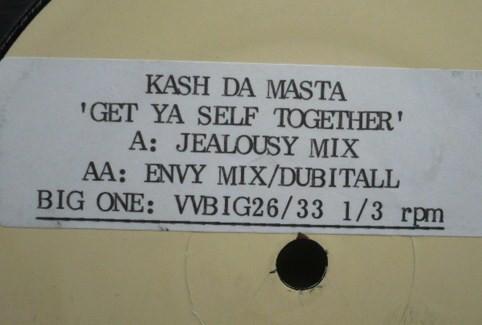 KASH DA MASTA
'GET YA SELF TOGETHER'
A: JEALOUSY MIX
AA: ENVY MIX/DUBITALL
BIG ONE: VVBIG26/33 1/3 rpm